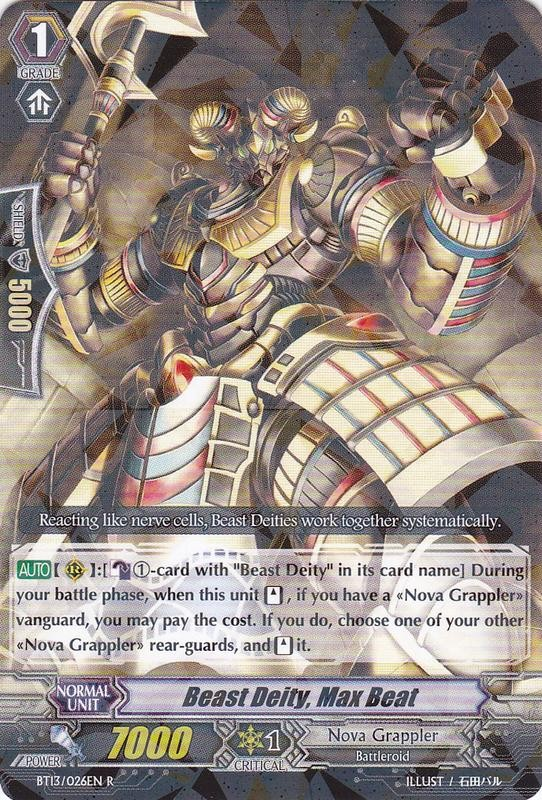 1
GRADE
SHIELD
5000
Reacting like nerve cells, Beast Deities work together systematically.
AUTO【 R 】:[ ①-card with "Beast Deity" in its card name] During
your battle phase, when this unit , if you have a «Nova Grappler»
vanguard, you may pay the cost. If you do, choose one of your other
«Nova Grappler» rear-guards, and it.
NORMAL
UNIT
Beast Deity, Max Beat
POWER
7000
1
CRITICAL
Nova Grappler
Battleroid
BT13/026EN R
ILLUST / 石田バル